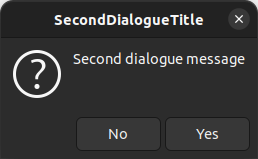 SecondDialogueTitle
Second dialogue message
No Yes